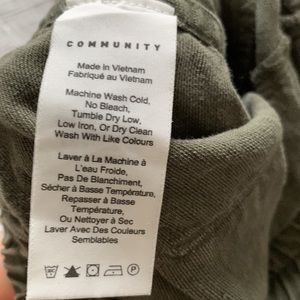 COMMUNITY
Made in Vietnam
Fabriqué au Vietnam
Machine Wash Cold,
No Bleach,
Tumble Dry Low,
Low Iron, Or Dry Clean
Wash With Like Colours
Laver à La Machine à
L'eau Froide,
Pas De Blanchiment,
Sécher à Basse Température,
Repasser à Basse
Température,
Ou Nettoyer à Sec
Laver Avec Des Couleurs
Semblables